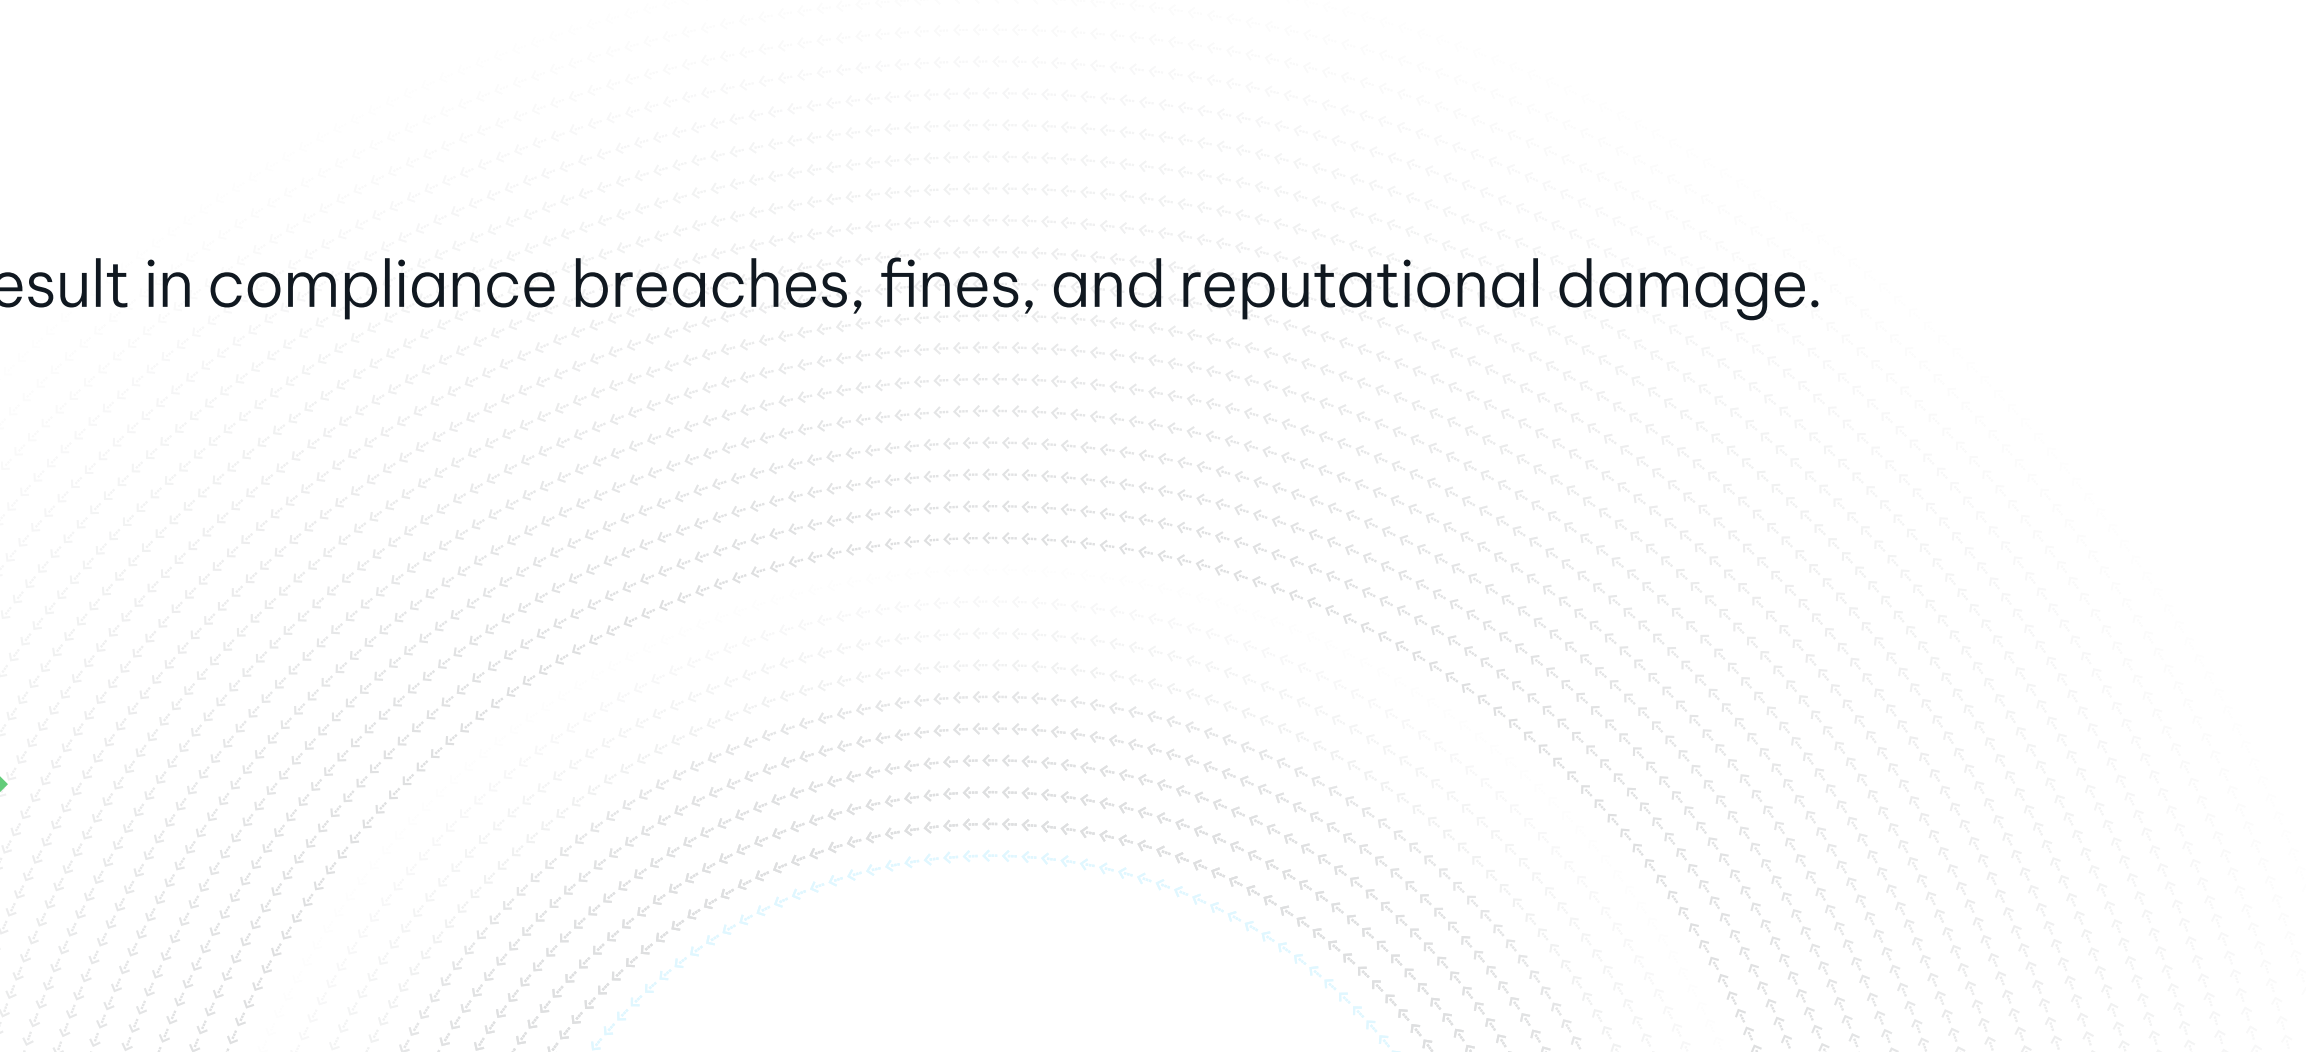 esult in compliance breaches, fines, and reputational damage.